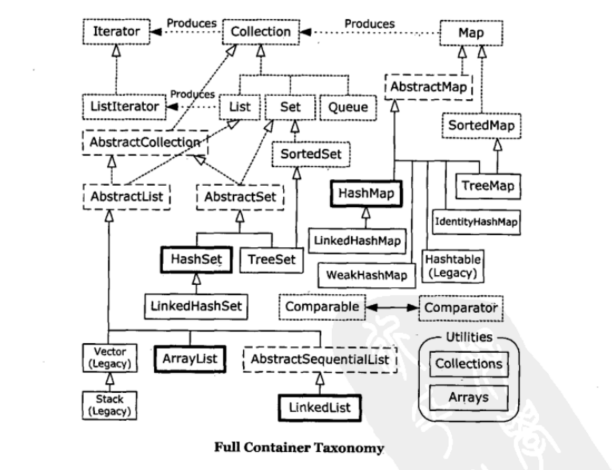 Iterator
Produces
Collection
Produces
Map
AbstractMap
ListIterator
Produces
List
Set
Queue
SortedMap
AbstractCollection
SortedSet
AbstractList
AbstractSet
HashMap
TreeMap
IdentityHashMap
LinkedHashMap
HashSet
TreeSet
WeakHashMap
Hashtable
(Legacy)
LinkedHashSet
Comparable
Comparator
Utilities
Vector
(Legacy)
ArrayList
AbstractSequentialList
Collections
Stack
(Legacy)
LinkedList
Arrays
Full Container Taxonomy